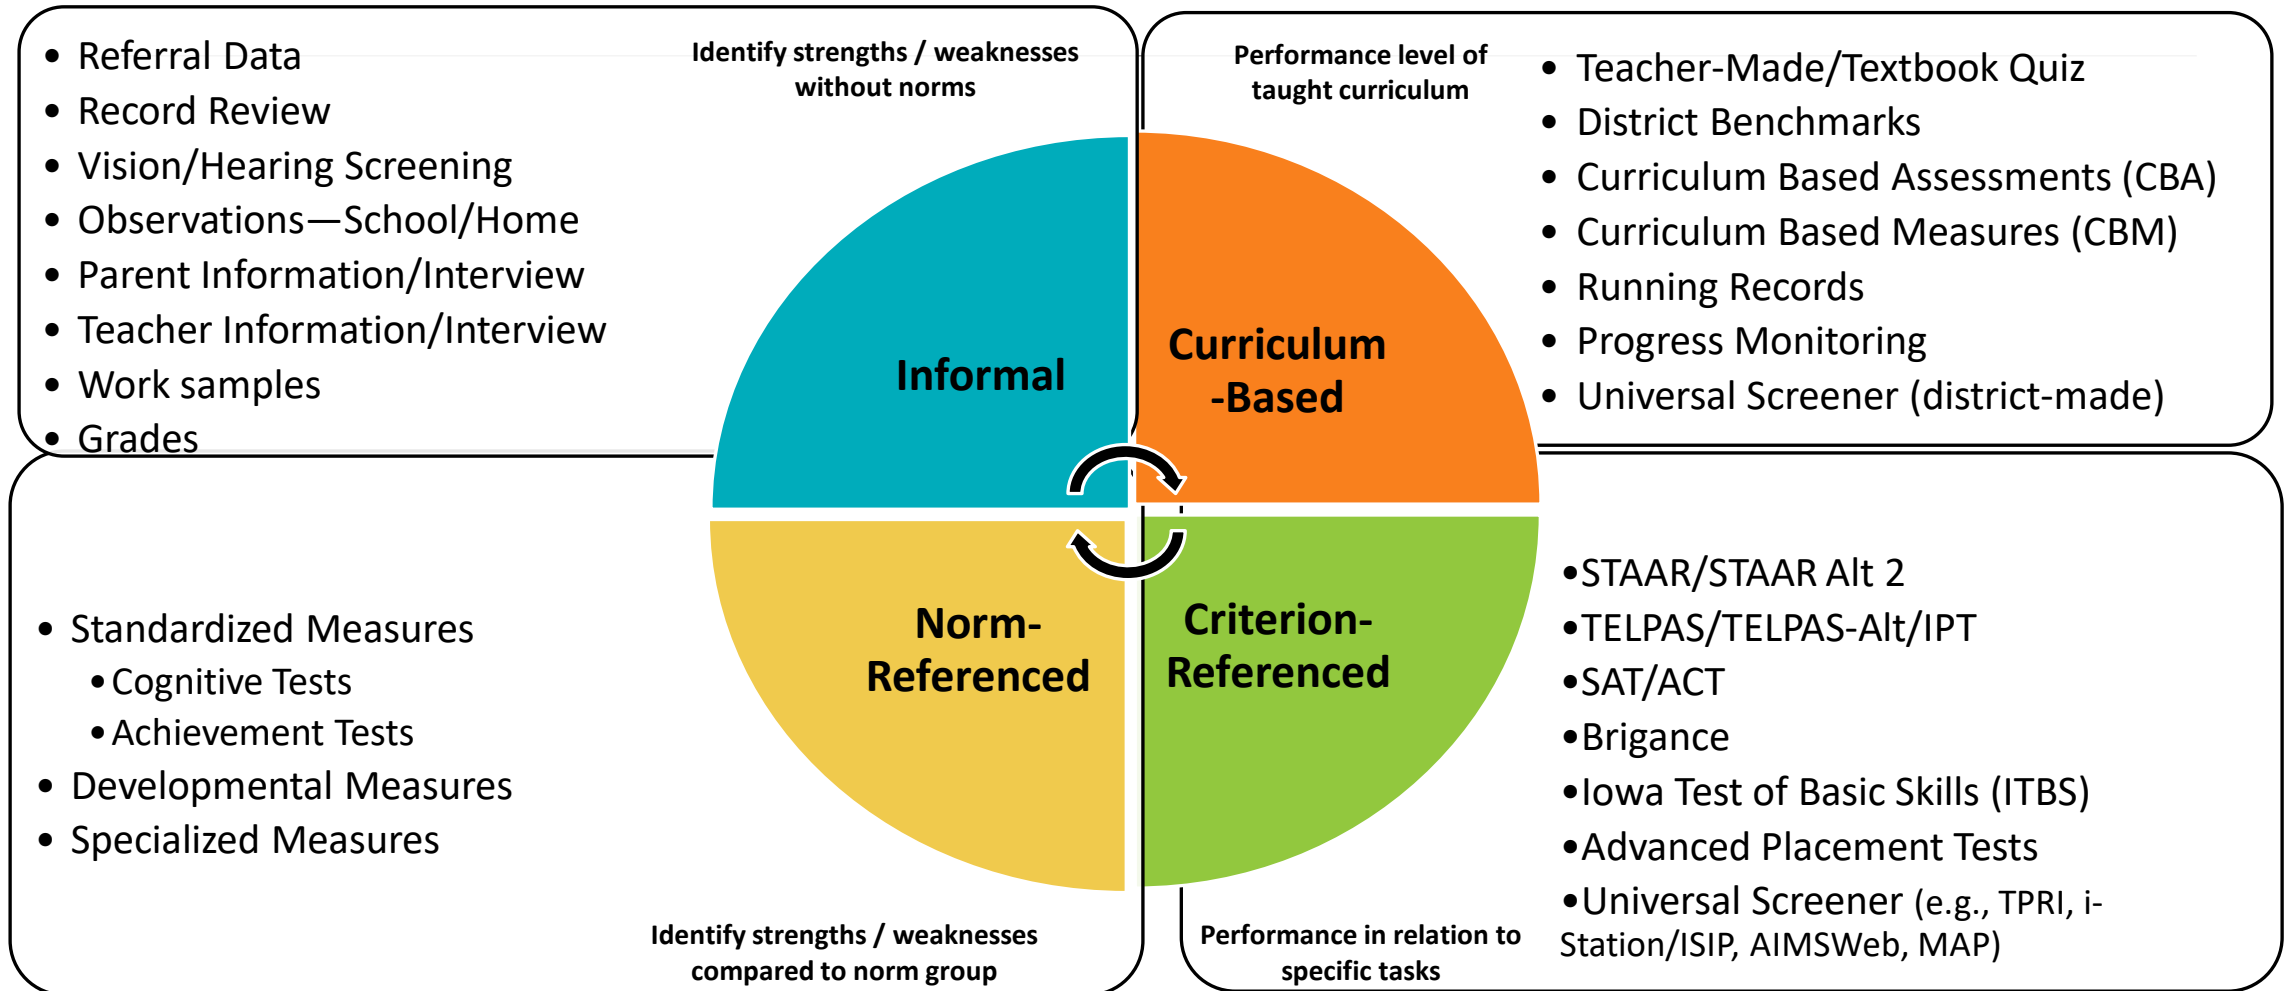 • Referral Data
• Record Review
• Vision/Hearing Screening
• Observations—School/Home
• Parent Information/Interview
• Teacher Information/Interview
• Work samples
• Grades
Identify strengths / weaknesses
without norms
Informal
Performance level of
taught curriculum
Curriculum
-Based
• Teacher-Made/Textbook Quiz
• District Benchmarks
• Curriculum Based Assessments (CBA)
• Curriculum Based Measures (CBM)
• Running Records
• Progress Monitoring
• Universal Screener (district-made)
• Standardized Measures
• Cognitive Tests
• Achievement Tests
• Developmental Measures
• Specialized Measures
Norm-
Referenced
Identify strengths / weaknesses
compared to norm group
Criterion-
Referenced
Performance in relation to
specific tasks
•STAAR/STAAR Alt 2
•TELPAS/TELPAS-Alt/IPT
•SAT/ACT
•Brigance
•Iowa Test of Basic Skills (ITBS)
•Advanced Placement Tests
•Universal Screener (e.g., TPRI, i-
Station/ISIP, AIMSWeb, MAP)